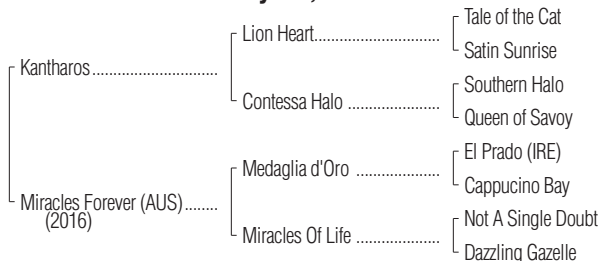 Tale of the Cat
Lion Heart
Satin Sunrise
Kantharos
Southern Halo
Contessa Halo
Queen of Savoy
El Prado (IRE)
Medaglia d'Oro
Cappucino Bay
Miracles Forever (AUS)
(2016)
Not A Single Doubt
Miracles Of Life
Dazzling Gazelle